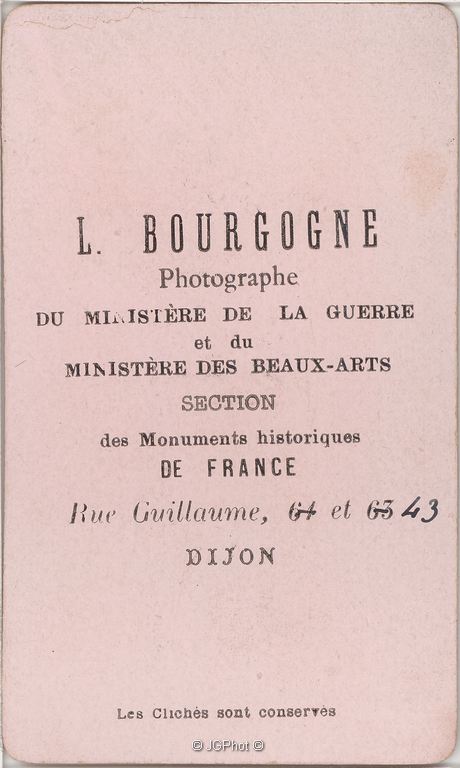 L. BOURGOGNE
Photographe
DU MINISTÈRE DE LA GUERRE
et du
MINISTÈRE DES BEAUX-ARTS
SECTION
des Monuments historiques
DE FRANCE
Rue Guillaume, 64 et 63 43
DIJON
Les Clichés sont conservés
© JGPhot ©